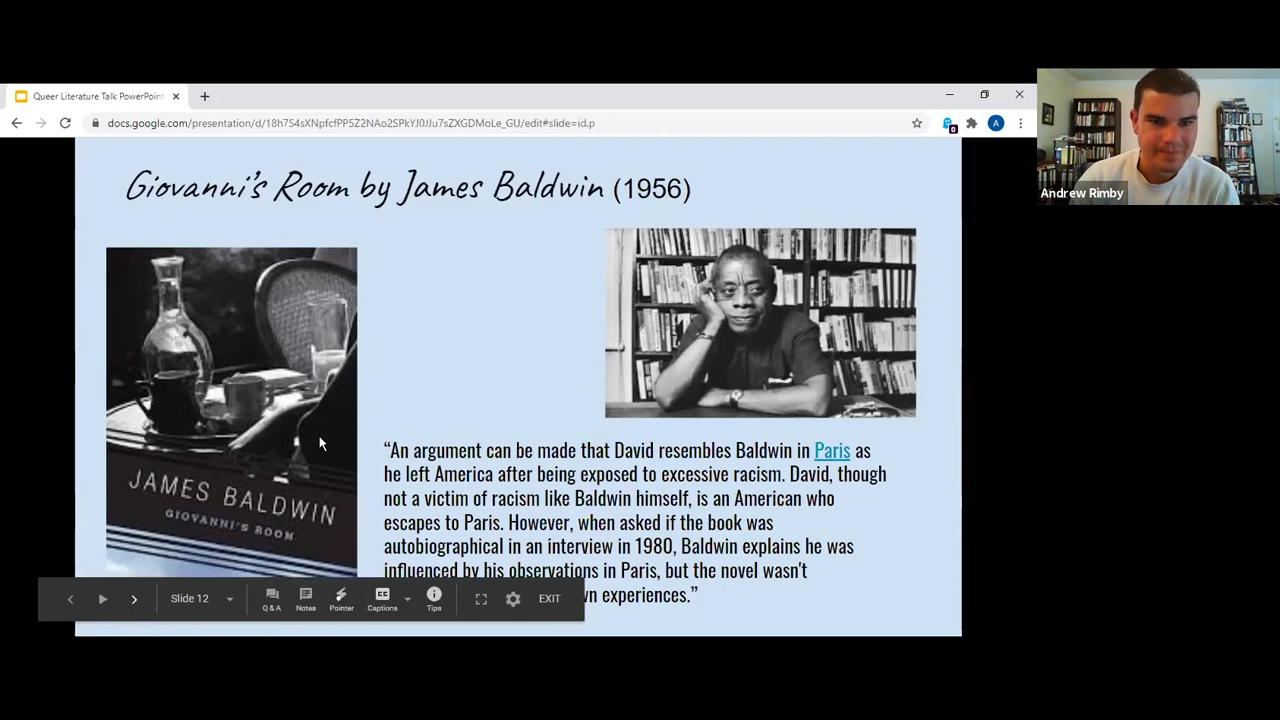 Queer Literature Talk PowerPoint
docs.google.com/presentation/d/18h7S4sXNpfcfPP5Z2NAo2SPkYJ0JJu7sZXGDMoLe_GU/edit#slide=id.p
A
Andrew Rimby
Giovanni's Room by James Baldwin (1956)
JAMES BALDWIN
GIOVANNI'S ROOM
“An argument can be made that David resembles Baldwin in Paris as
he left America after being exposed to excessive racism. David, though
not a victim of racism like Baldwin himself, is an American who
escapes to Paris. However, when asked if the book was
autobiographical in an interview in 1980, Baldwin explains he was
influenced by his observations in Paris, but the novel wasn't
experiences.”
Slide 12
Q & A
Notes
Pointer
Captions
Tips
EXIT